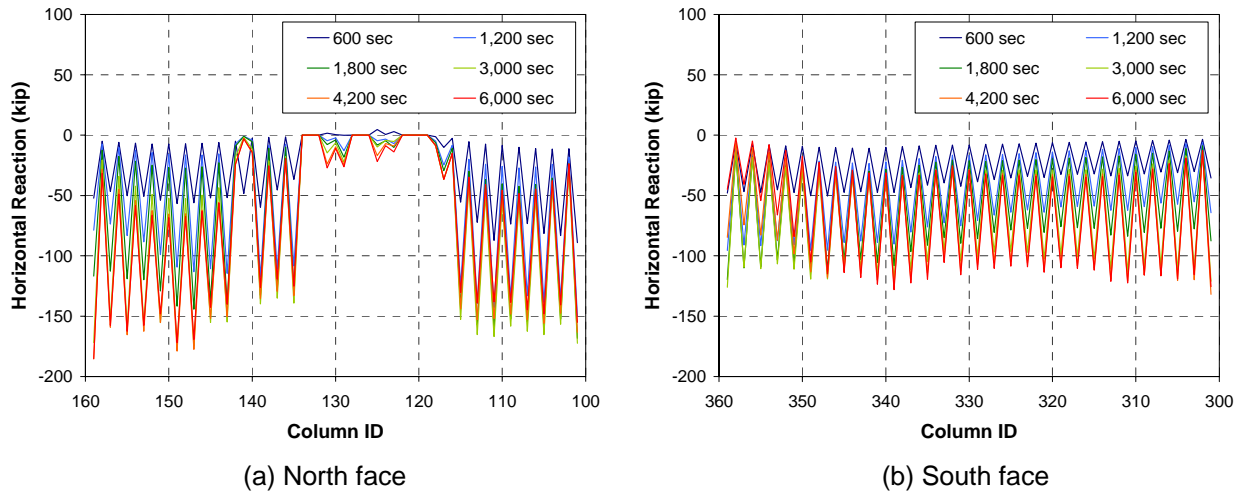 100
50
0
-50
-100
-150
-200
Horizontal Reaction (kip)
600 sec 1,200 sec
1,800 sec 3,000 sec
4,200 sec 6,000 sec
160 150 140 130 120 110 100
Column ID
(a) North face
100
50
0
-50
-100
-150
-200
Horizontal Reaction (kip)
600 sec 1,200 sec
1,800 sec 3,000 sec
4,200 sec 6,000 sec
360 350 340 330 320 310 300
Column ID
(b) South face